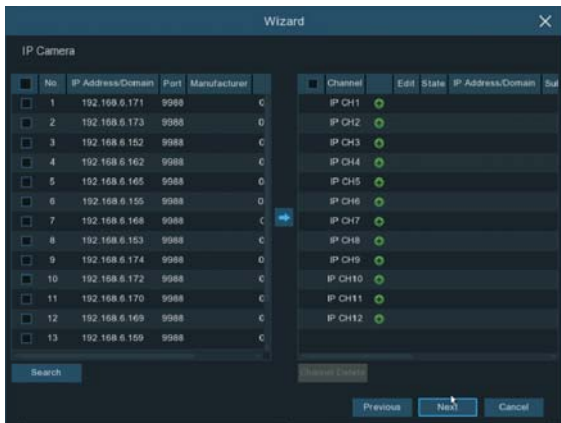 Wizard
IP Camera
No. IP Address/Domain Port Manufacturer
1 192.168.6.171 9988
2 192.168.6.173 9988
3 192.168.6.152 9988
4 192.168.6.162 9988
5 192.168.6.165 9988
6 192.168.6.155 9988
7 192.168.6.168 9988
8 192.168.6.153 9988
9 192.168.6.174 9988
10 192.168.6.172 9988
11 192.168.6.170 9988
12 192.168.6.169 9988
13 192.168.6.159 9988
Search
Channel Edit State IP Address/Domain Sul
IP CH1
IP CH2
IP CH3
IP CH4
IP CH5
IP CH6
IP CH7
IP CH8
IP CH9
IP CH10
IP CH11
IP CH12
Channel Delete
Previous Next Cancel